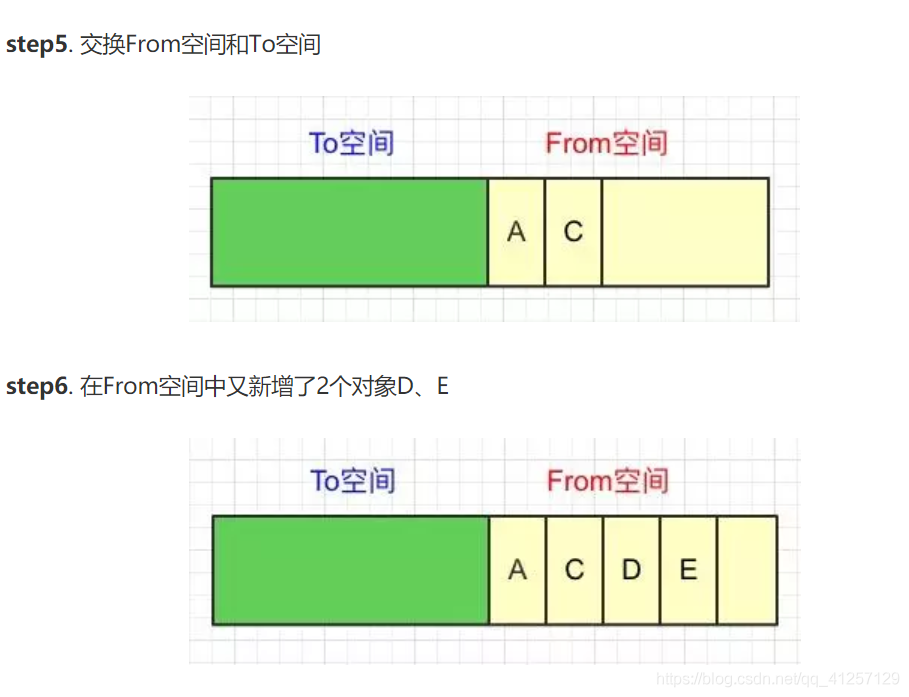 step5. 交换From空间和To空间
To空间 From空间
A C
step6. 在From空间中又新增了2个对象D、E
To空间 From空间
A C D E
https://blog.csdn.net/qq_41257129